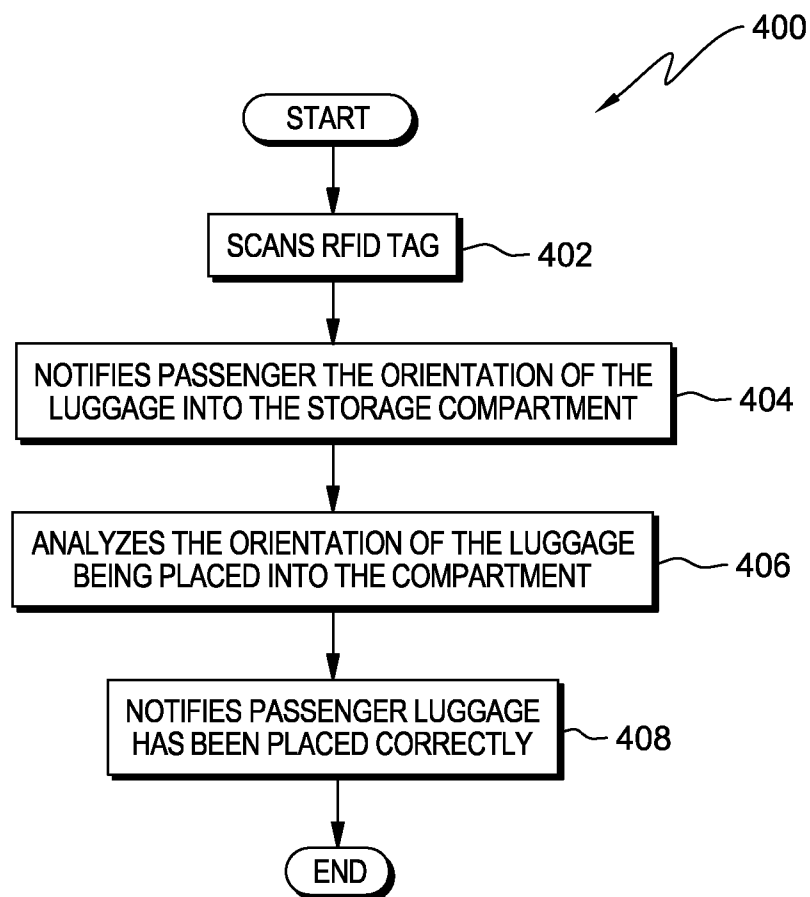 400
START
SCANS RFID TAG
402
NOTIFIES PASSENGER THE ORIENTATION OF THE
LUGGAGE INTO THE STORAGE COMPARTMENT
404
ANALYZES THE ORIENTATION OF THE LUGGAGE
BEING PLACED INTO THE COMPARTMENT
406
NOTIFIES PASSENGER LUGGAGE
HAS BEEN PLACED CORRECTLY
408
END